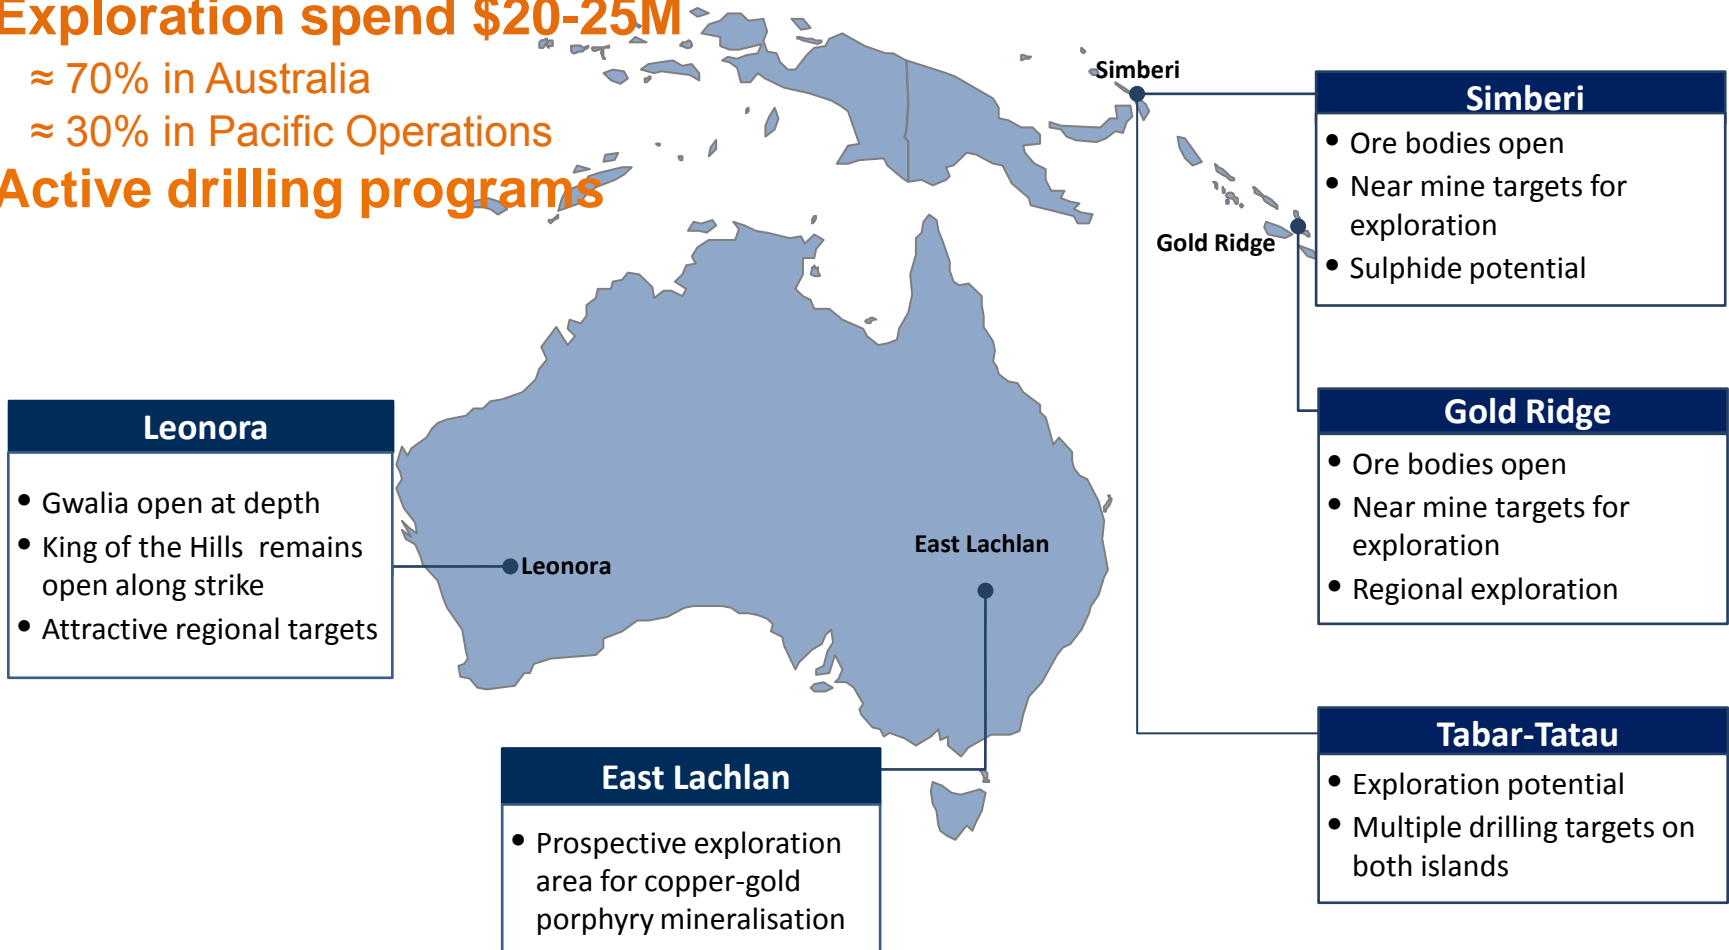 Exploration spend $20-25M
≈ 70% in Australia
≈ 30% in Pacific Operations
Active drilling programs
Simberi
Gold Ridge
Leonora
East Lachlan
Simberi
• Ore bodies open
• Near mine targets for
exploration
• Sulphide potential
Gold Ridge
• Ore bodies open
• Near mine targets for
exploration
• Regional exploration
Leonora
• Gwalia open at depth
• King of the Hills remains
open along strike
• Attractive regional targets
East Lachlan
• Prospective exploration
area for copper-gold
porphyry mineralisation
Tabar-Tatau
• Exploration potential
• Multiple drilling targets on
both islands